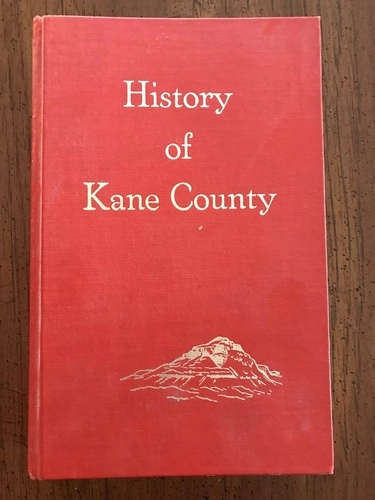 History
of
Kane County